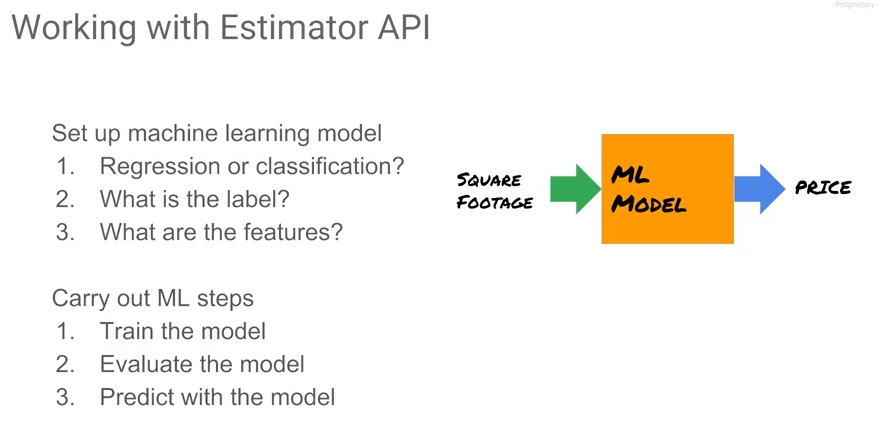 Proprietary
Working with Estimator API
Set up machine learning model
1. Regression or classification?
2. What is the label?
3. What are the features?
Carry out ML steps
1. Train the model
2. Evaluate the model
3. Predict with the model
SQUARE
FOOTAGE
ML
MODEL
PRICE